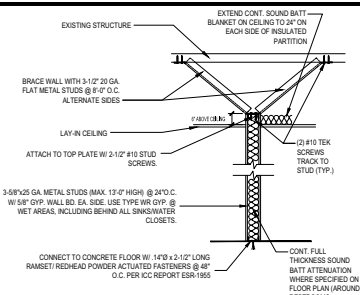 EXTEND CONT. SOUND BATT
BLANKET ON CEILING TO 24" ON
EACH SIDE OF INSULATED
PARTITION
EXISTING STRUCTURE
BRACE WALL WITH 3-1/2" 20 GA.
FLAT METAL STUDS @ 8'-0" O.C.
ALTERNATE SIDES
6" ABOVE CEILING
LAY-IN CEILING
ATTACH TO TOP PLATE W/ 2-1/2" #10 STUD
SCREWS.
(2) #10 TEK
SCREWS
TRACK TO
STUD (TYP.)
3-5/8"x25 GA. METAL STUDS (MAX. 13'-0" HIGH) @ 24"O.C.
W/ 5/8" GYP. WALL BD. EA. SIDE. USE TYPE WR GYP. @
WET AREAS, INCLUDING BEHIND ALL SINKS/WATER
CLOSETS.
CONNECT TO CONCRETE FLOOR W/ .14"Ø x 2-1/2" LONG
RAMSET/ REDHEAD POWDER ACTUATED FASTENERS @ 48"
O.C. PER ICC REPORT ESR-1955
CONT. FULL
THICKNESS SOUND
BATT ATTENUATION
WHERE SPECIFIED ON
FLOOR PLAN (AROUND